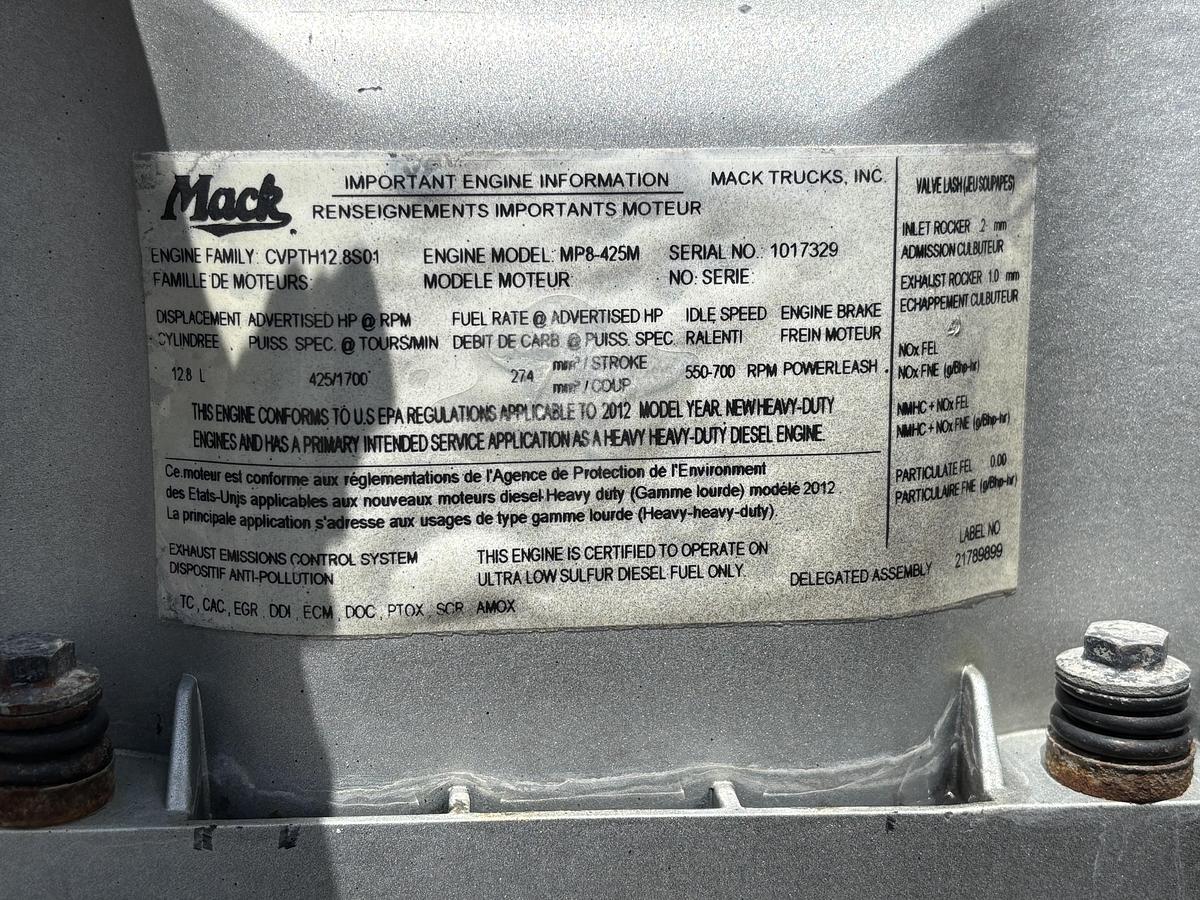 Mack
IMPORTANT ENGINE INFORMATION
MACK TRUCKS, INC.
RENSEIGNEMENTS IMPORTANTS MOTEUR
ENGINE FAMILY: CVPTH12.8S01 ENGINE MODEL: MP8-425M SERIAL NO.: 1017329
FAMILLE DE MOTEURS: MODELE MOTEUR: NO: SERIE:
DISPLACEMENT ADVERTISED HP @ RPM FUEL RATE @ ADVERTISED HP IDLE SPEED ENGINE BRAKE
CYLINDREE PUISS. SPEC. @ TOURS/MIN DEBIT DE CARB. @ PUISS. SPEC. RALENTI FREIN MOTEUR
12.8 L 425/1700 274 mm³ / STROKE 550-700 RPM POWERLEASH
mm³ / COUP
THIS ENGINE CONFORMS TO U.S EPA REGULATIONS APPLICABLE TO 2012 MODEL YEAR. NEW HEAVY-DUTY
ENGINES AND HAS A PRIMARY INTENDED SERVICE APPLICATION AS A HEAVY HEAVY-DUTY DIESEL ENGINE.
Ce moteur est conforme aux réglementations de l'Agence de Protection de l'Environment
des Etats-Unis applicables aux nouveaux moteurs diesel Heavy duty (Gamme lourde) modélé 2012
La principale application s'adresse aux usages de type gamme lourde (Heavy-heavy-duty)
EXHAUST EMISSIONS CONTROL SYSTEM
DISPOSITIF ANTI-POLLUTION
TC, CAC, EGR, DDI, ECM, DOC, PTOX, SCR, AMOX
THIS ENGINE IS CERTIFIED TO OPERATE ON
ULTRA LOW SULFUR DIESEL FUEL ONLY.
DELEGATED ASSEMBLY
VALVE LASH (JEU SOUPAPES)
INLET ROCKER .2 mm
ADMISSION CULBUTEUR
EXHAUST ROCKER 1.0 mm
ECHAPPEMENT CULBUTEUR
NOx FEL
NOx FNE (g/Bhp-hr)
NMHC + NOx FEL
NMHC + NOx FNE (g/Bhp-hr)
PARTICULATE FEL 0.00
PARTICULAIRE FNE (g/Bhp-hr)
LABEL NO
21789899